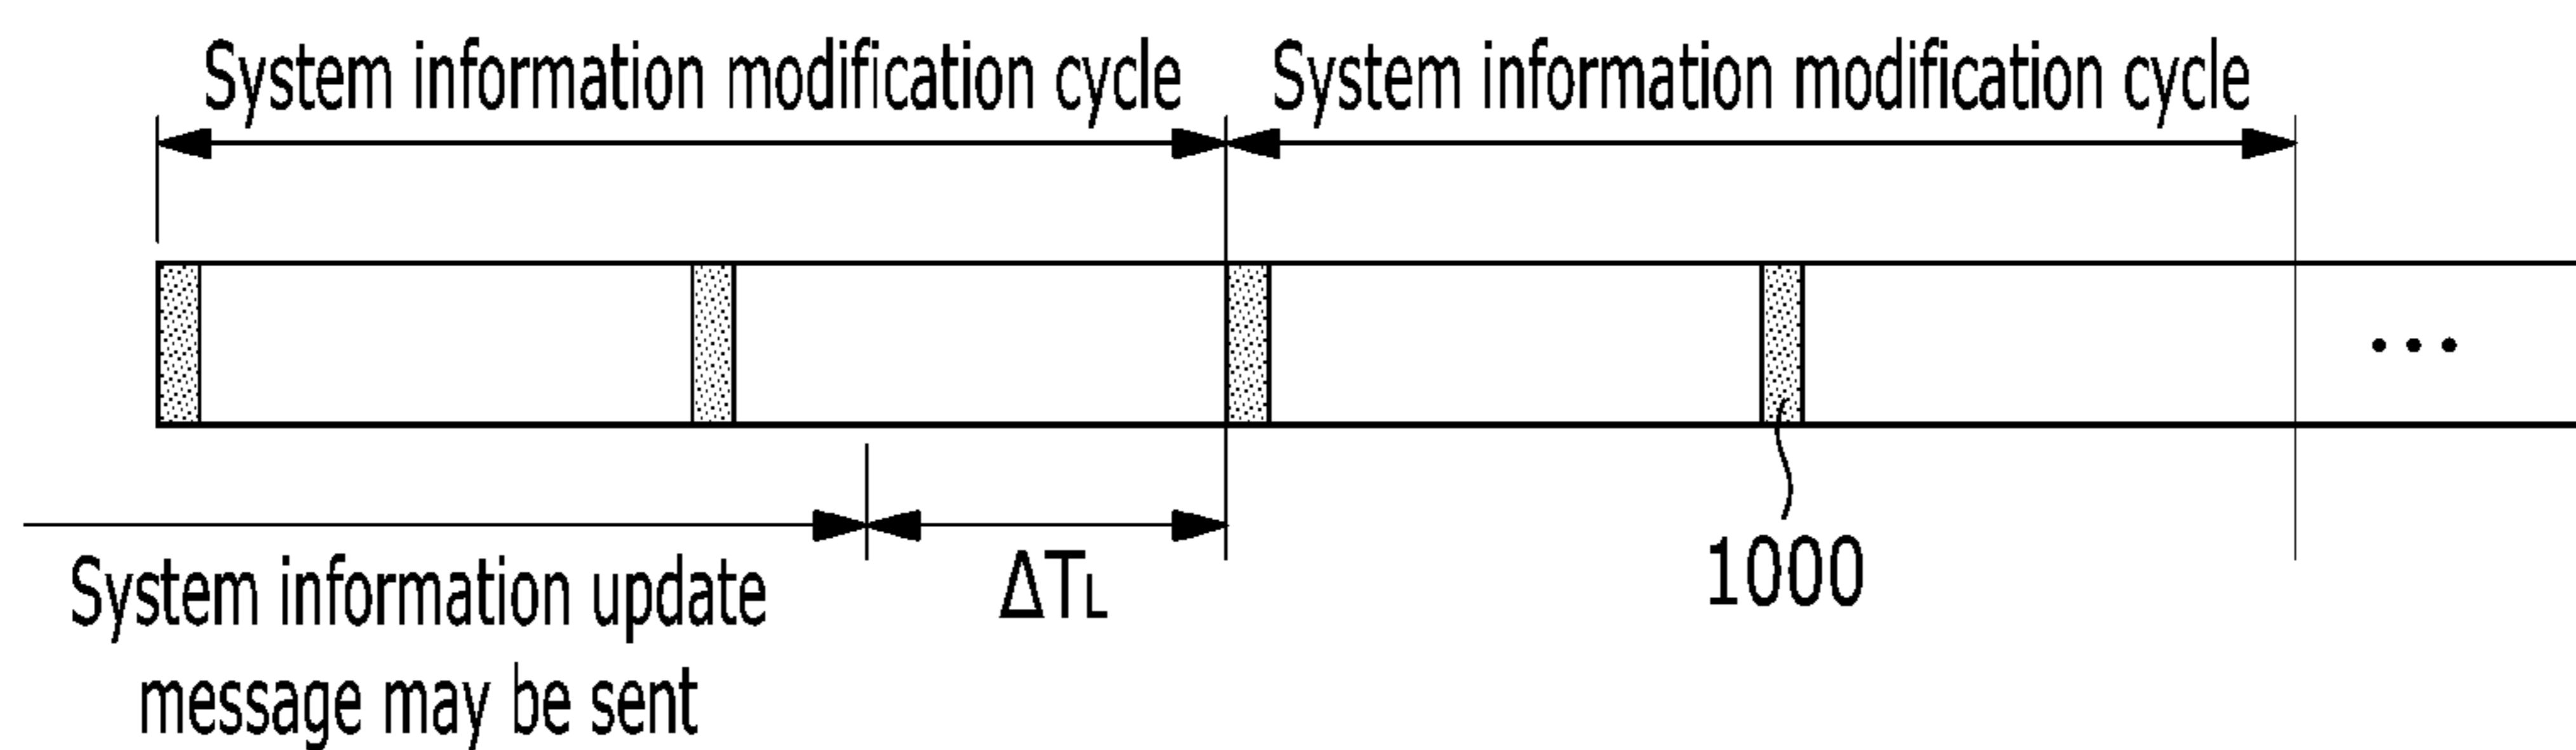 System information modification cycle System information modification cycle
• • •
System information update
message may be sent
ΔTL
1000